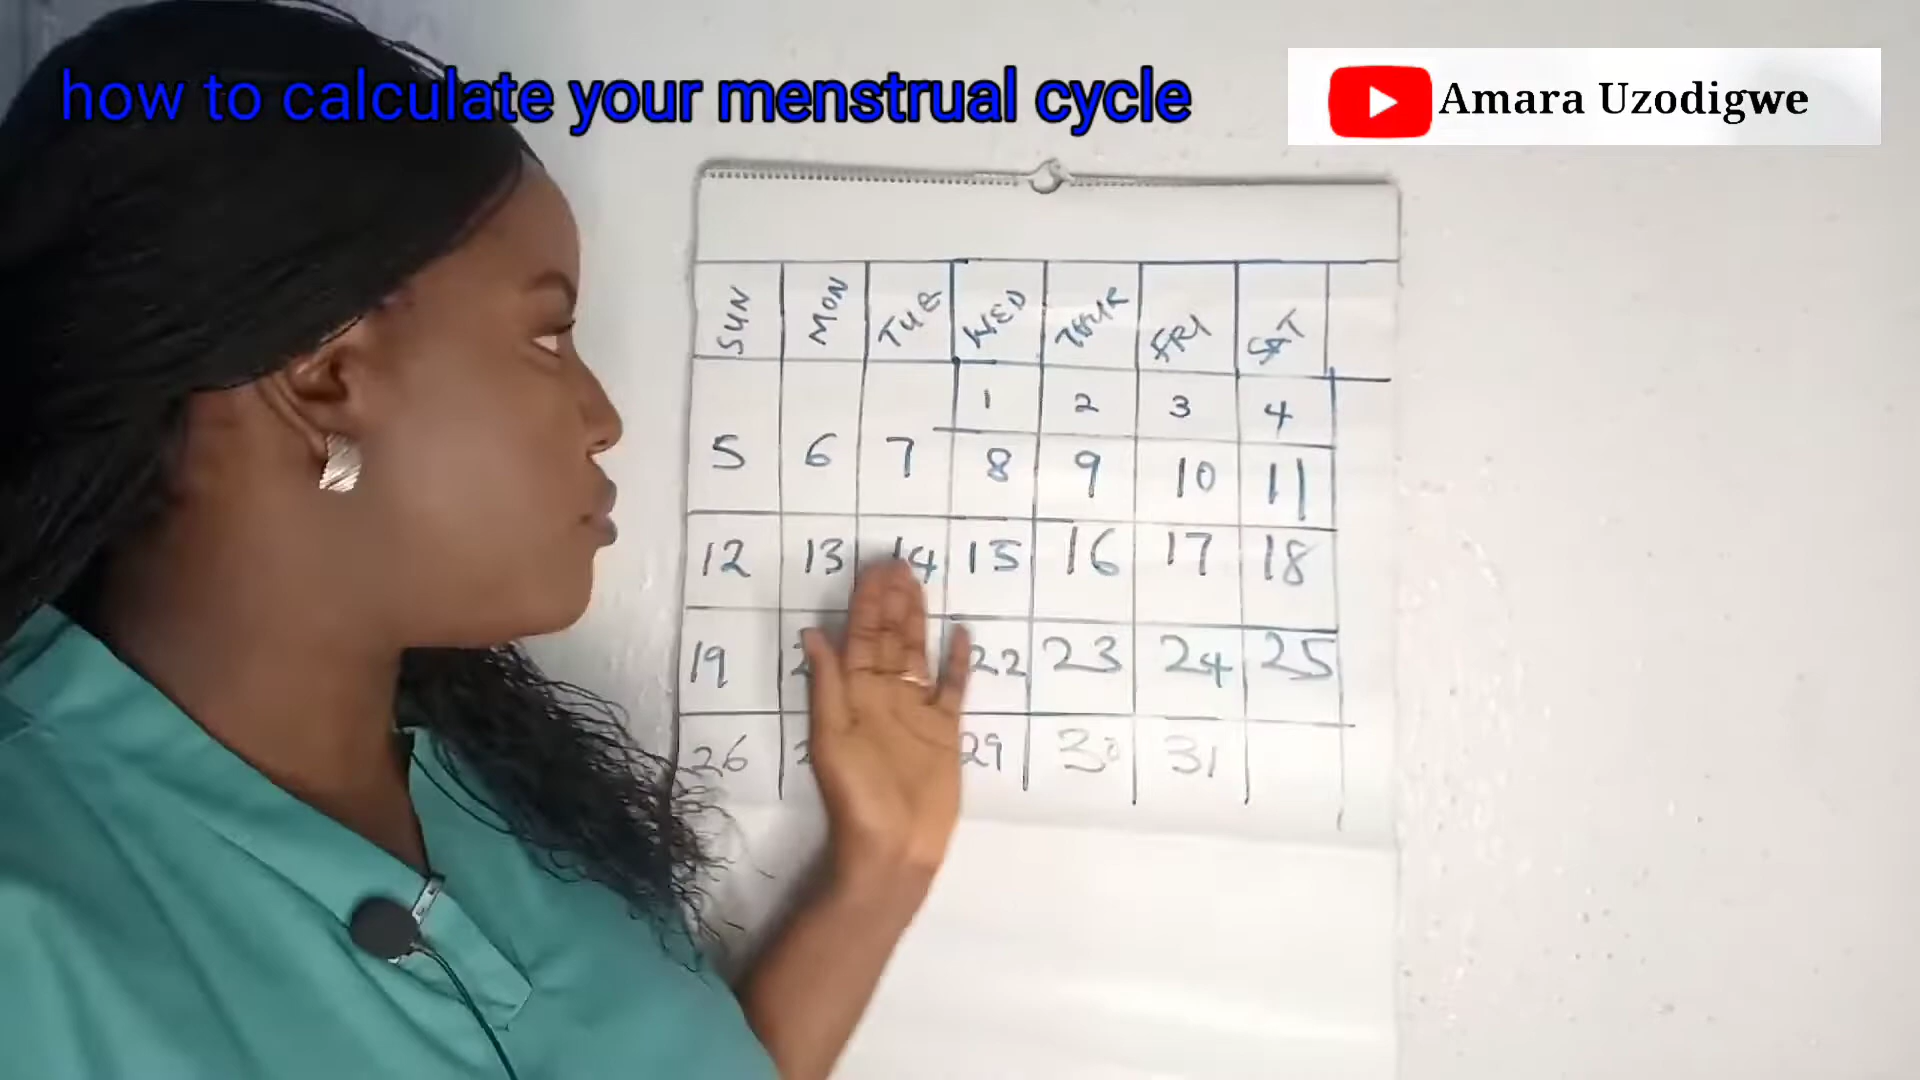 how to calculate your menstrual cycle
Amara Uzodigwe
SUN MON TUE WED THUR FRI SAT
1 2 3 4
5 6 7 8 9 10 11
12 13 14 15 16 17 18
19 22 23 24 25
26 29 30 31